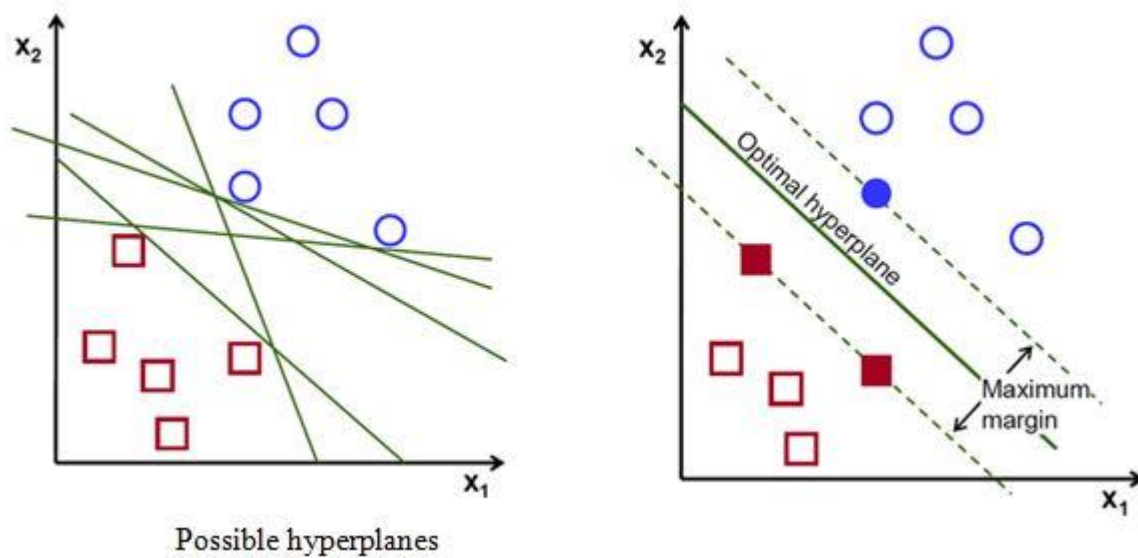 X2
X1
Possible hyperplanes
X2
Optimal hyperplane
Maximum
margin
X1